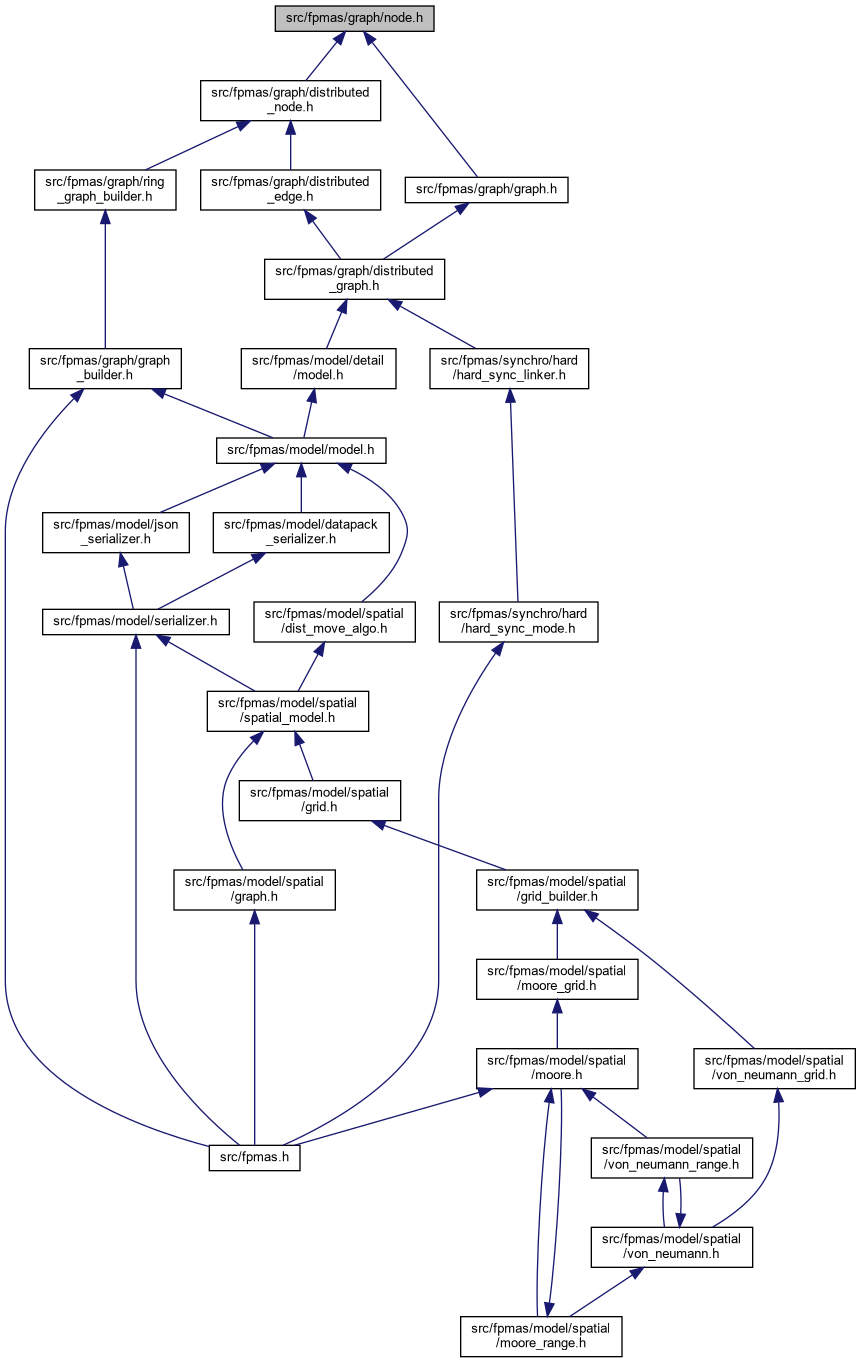 src/fpmas/graph/node.h
src/fpmas/graph/distributed
_node.h
src/fpmas/graph/ring
_graph_builder.h
src/fpmas/graph/distributed
_edge.h
src/fpmas/graph/graph.h
src/fpmas/graph/distributed
_graph.h
src/fpmas/graph/graph
_builder.h
src/fpmas/model/detail
/model.h
src/fpmas/synchro/hard
/hard_sync_linker.h
src/fpmas/model/model.h
src/fpmas/model/json
_serializer.h
src/fpmas/model/datapack
_serializer.h
src/fpmas/model/serializer.h
src/fpmas/model/spatial
/dist_move_algo.h
src/fpmas/synchro/hard
/hard_sync_mode.h
src/fpmas/model/spatial
/spatial_model.h
src/fpmas/model/spatial
/grid.h
src/fpmas/model/spatial
/graph.h
src/fpmas/model/spatial
/grid_builder.h
src/fpmas/model/spatial
/moore_grid.h
src/fpmas/model/spatial
/moore.h
src/fpmas/model/spatial
/von_neumann_grid.h
src/fpmas.h
src/fpmas/model/spatial
/von_neumann_range.h
src/fpmas/model/spatial
/von_neumann.h
src/fpmas/model/spatial
/moore_range.h